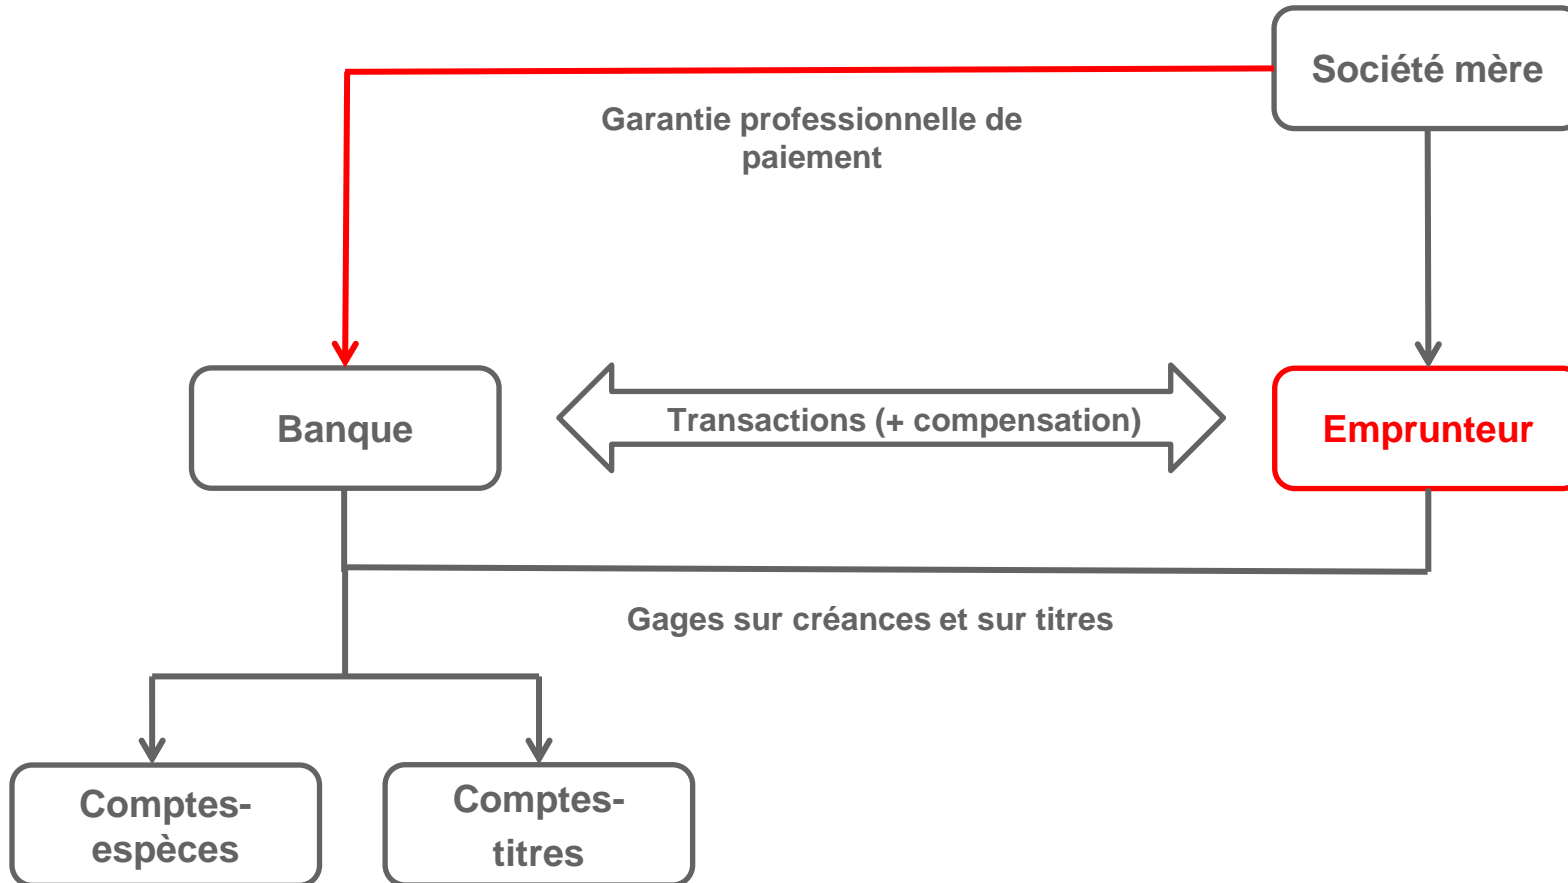 Société mère
Garantie professionnelle de
paiement
Banque
Transactions (+ compensation)
Emprunteur
Gages sur créances et sur titres
Comptes-
espèces
Comptes-
titres